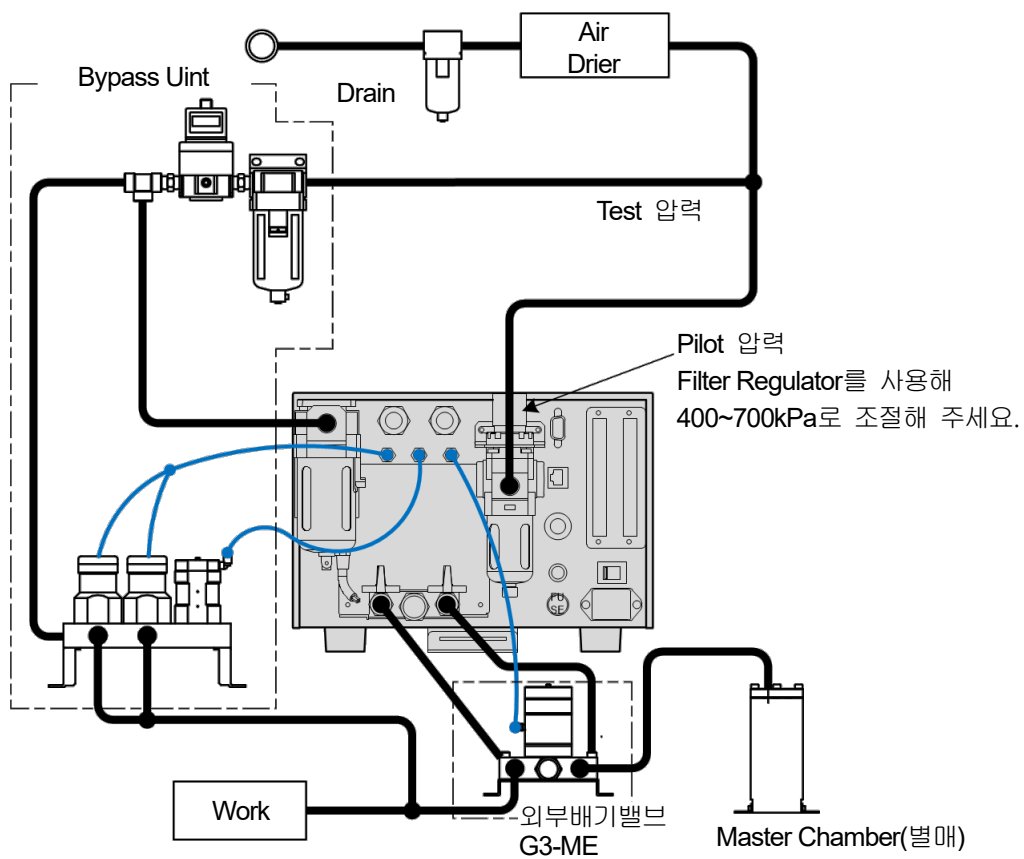 Air
Drier
Bypass Uint
Drain
Test 압력
Pilot 압력
Filter Regulator를 사용해
400~700kPa로 조절해 주세요.
FU
SE
Work
외부배기밸브
G3-ME
Master Chamber(별매)